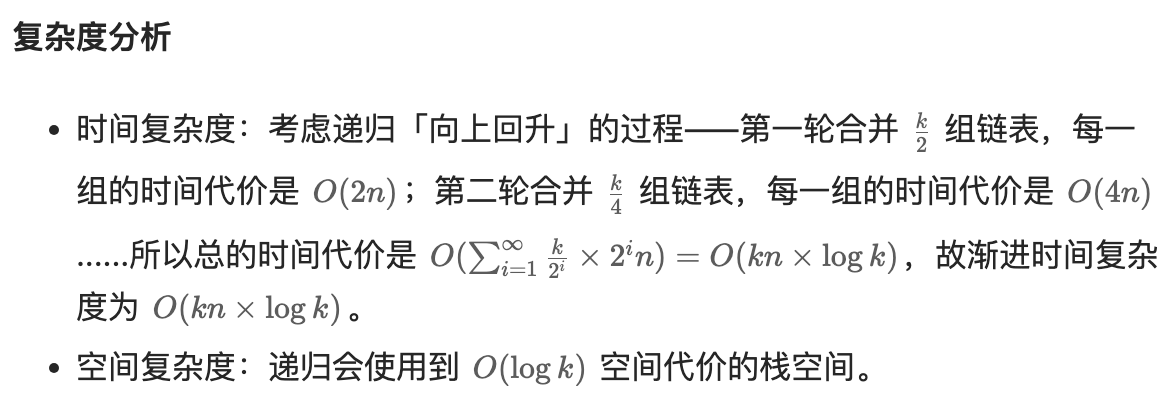 复杂度分析
• 时间复杂度：考虑递归「向上回升」的过程——第一轮合并 $\frac{k}{2}$ 组链表，每一
组的时间代价是 $O(2n)$；第二轮合并 $\frac{k}{4}$ 组链表，每一组的时间代价是 $O(4n)$
......所以总的时间代价是 $O(\sum_{i=1}^{\infty} \frac{k}{2^i} \times 2^i n) = O(kn \times \log k)$，故渐进时间复杂
度为 $O(kn \times \log k)$。
• 空间复杂度：递归会使用到 $O(\log k)$ 空间代价的栈空间。